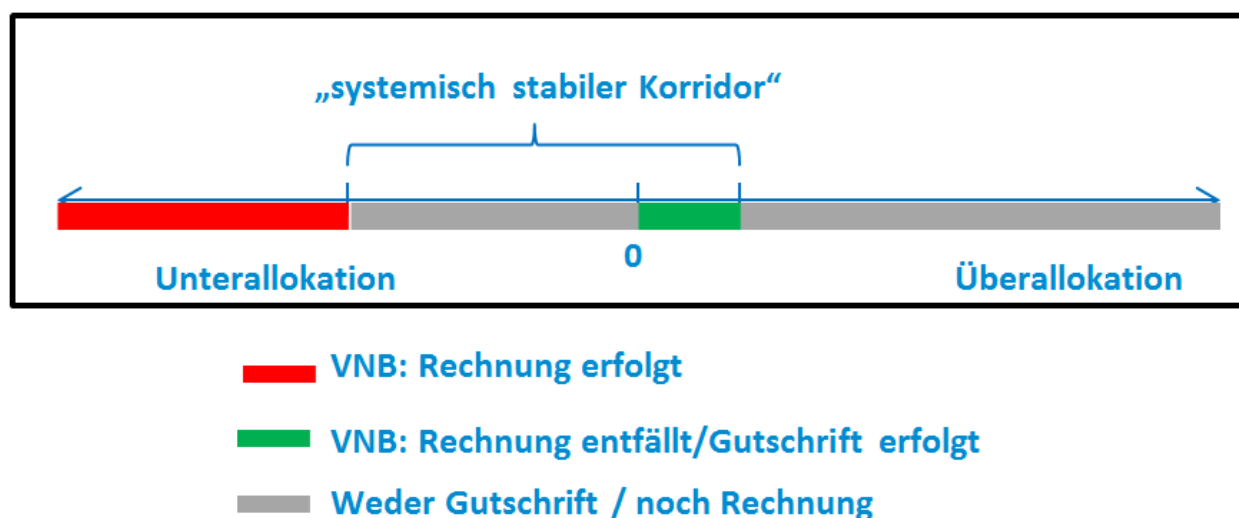 „systemisch stabiler Korridor“
0
Unterallokation
Überallokation
VNB: Rechnung erfolgt
VNB: Rechnung entfällt/Gutschrift erfolgt
Weder Gutschrift / noch Rechnung